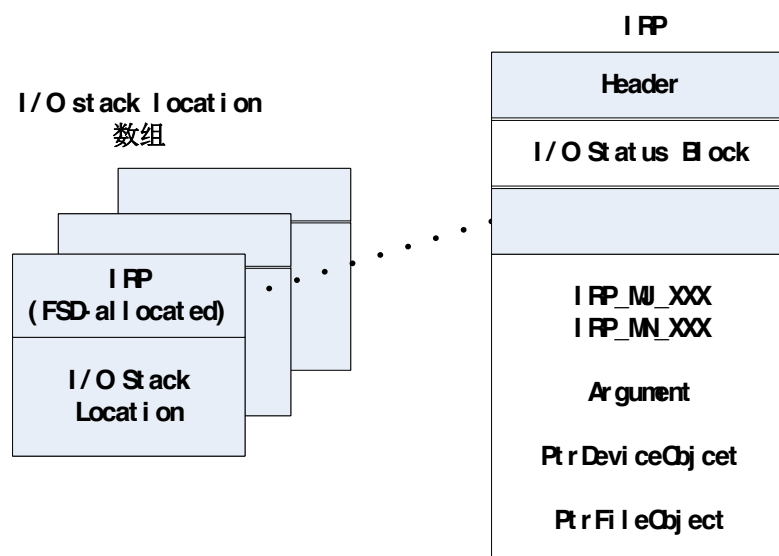 I/O stack location
数组
IRP
(FSD-allocated)
I/O Stack
Location
IRP
Header
I/O Status Block
IRP_MJ_XXX
IRP_MN_XXX
Argument
PtrDeviceObjcet
PtrFileObject